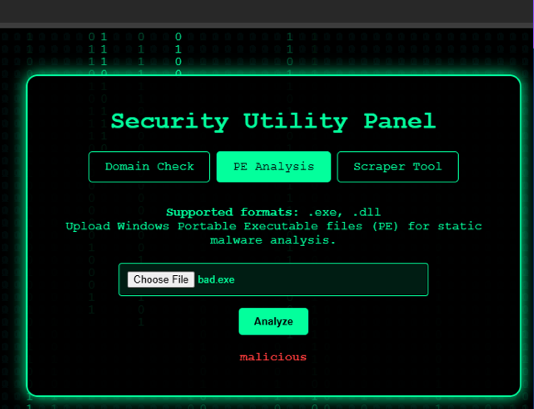 Security Utility Panel
Domain Check PE Analysis Scraper Tool
Supported formats: .exe, .dll
Upload Windows Portable Executable files (PE) for static
malware analysis.
Choose File bad.exe
Analyze
malicious